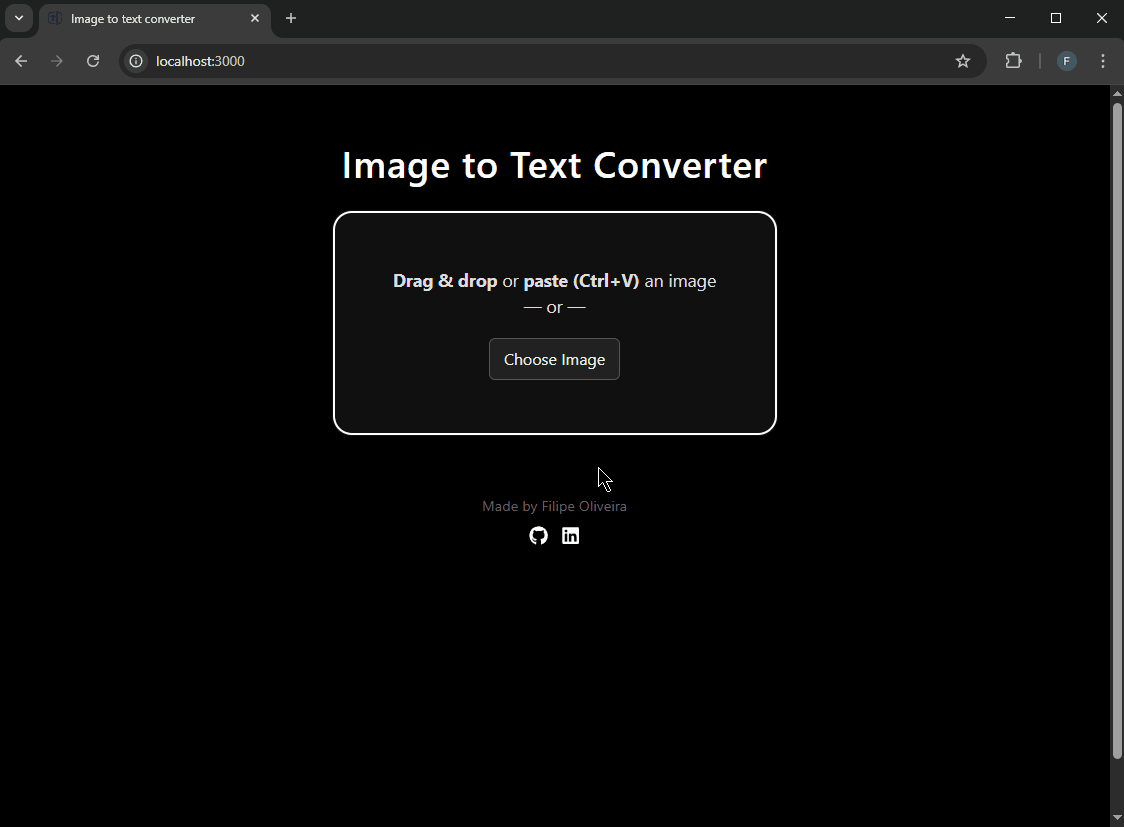 Image to text converter
localhost:3000
F
Image to Text Converter
Drag & drop or paste (Ctrl+V) an image
— or —
Choose Image
Made by Filipe Oliveira
in